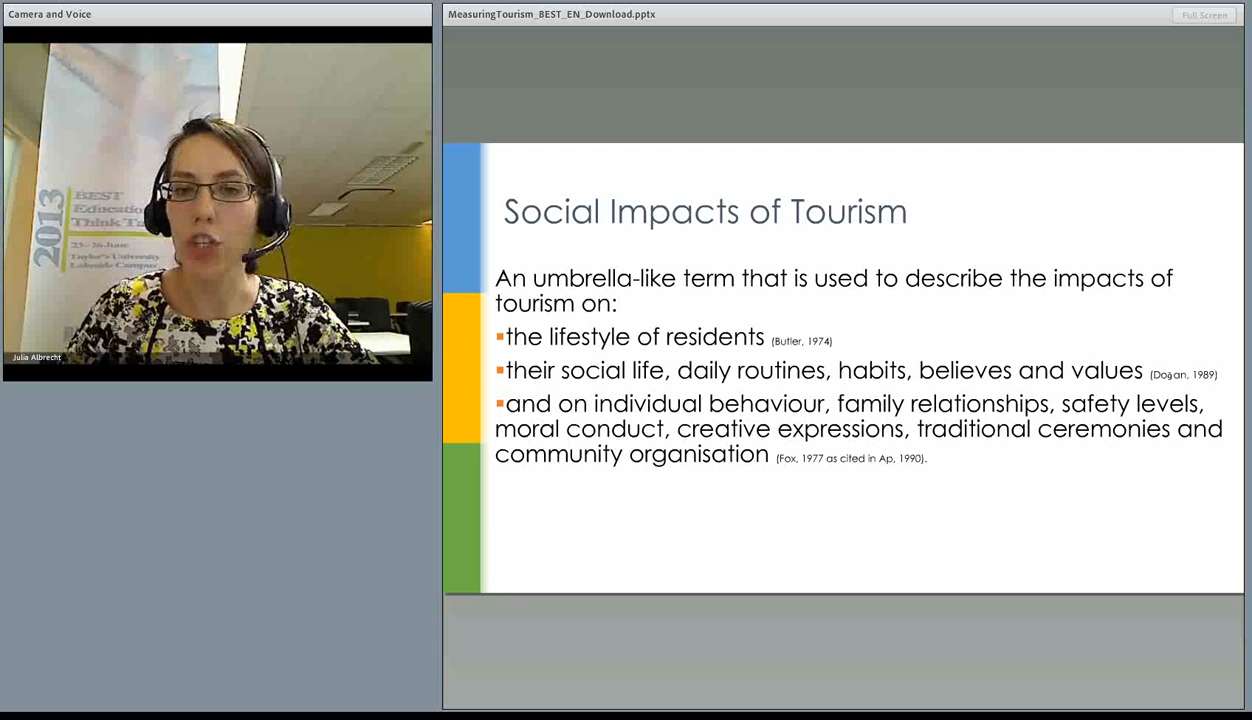 Camera and Voice
2013
BEST
Think
Julia Albrecht
MeasuringTourism_BEST_EN_Download.pptx
Full Screen
Social Impacts of Tourism
An umbrella-like term that is used to describe the impacts of
tourism on:
▪the lifestyle of residents (Butler, 1974)
▪their social life, daily routines, habits, believes and values (Doğan, 1989)
▪and on individual behaviour, family relationships, safety levels,
moral conduct, creative expressions, traditional ceremonies and
community organisation (Fox, 1977 as cited in Ap, 1990).